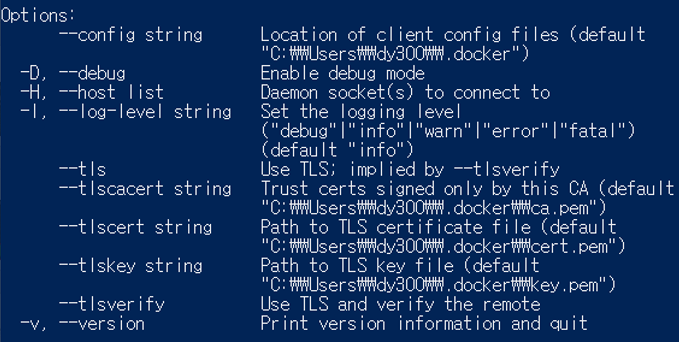 Options:
      --config string      Location of client config files (default
                           "C:₩₩Users₩₩dy300₩₩.docker")
  -D, --debug              Enable debug mode
  -H, --host list          Daemon socket(s) to connect to
  -l, --log-level string   Set the logging level
                           ("debug"|"info"|"warn"|"error"|"fatal")
                           (default "info")
      --tls                Use TLS; implied by --tlsverify
      --tlscacert string   Trust certs signed only by this CA (default
                           "C:₩₩Users₩₩dy300₩₩.docker₩₩ca.pem")
      --tlscert string     Path to TLS certificate file (default
                           "C:₩₩Users₩₩dy300₩₩.docker₩₩cert.pem")
      --tlskey string      Path to TLS key file (default
                           "C:₩₩Users₩₩dy300₩₩.docker₩₩key.pem")
      --tlsverify          Use TLS and verify the remote
  -v, --version            Print version information and quit